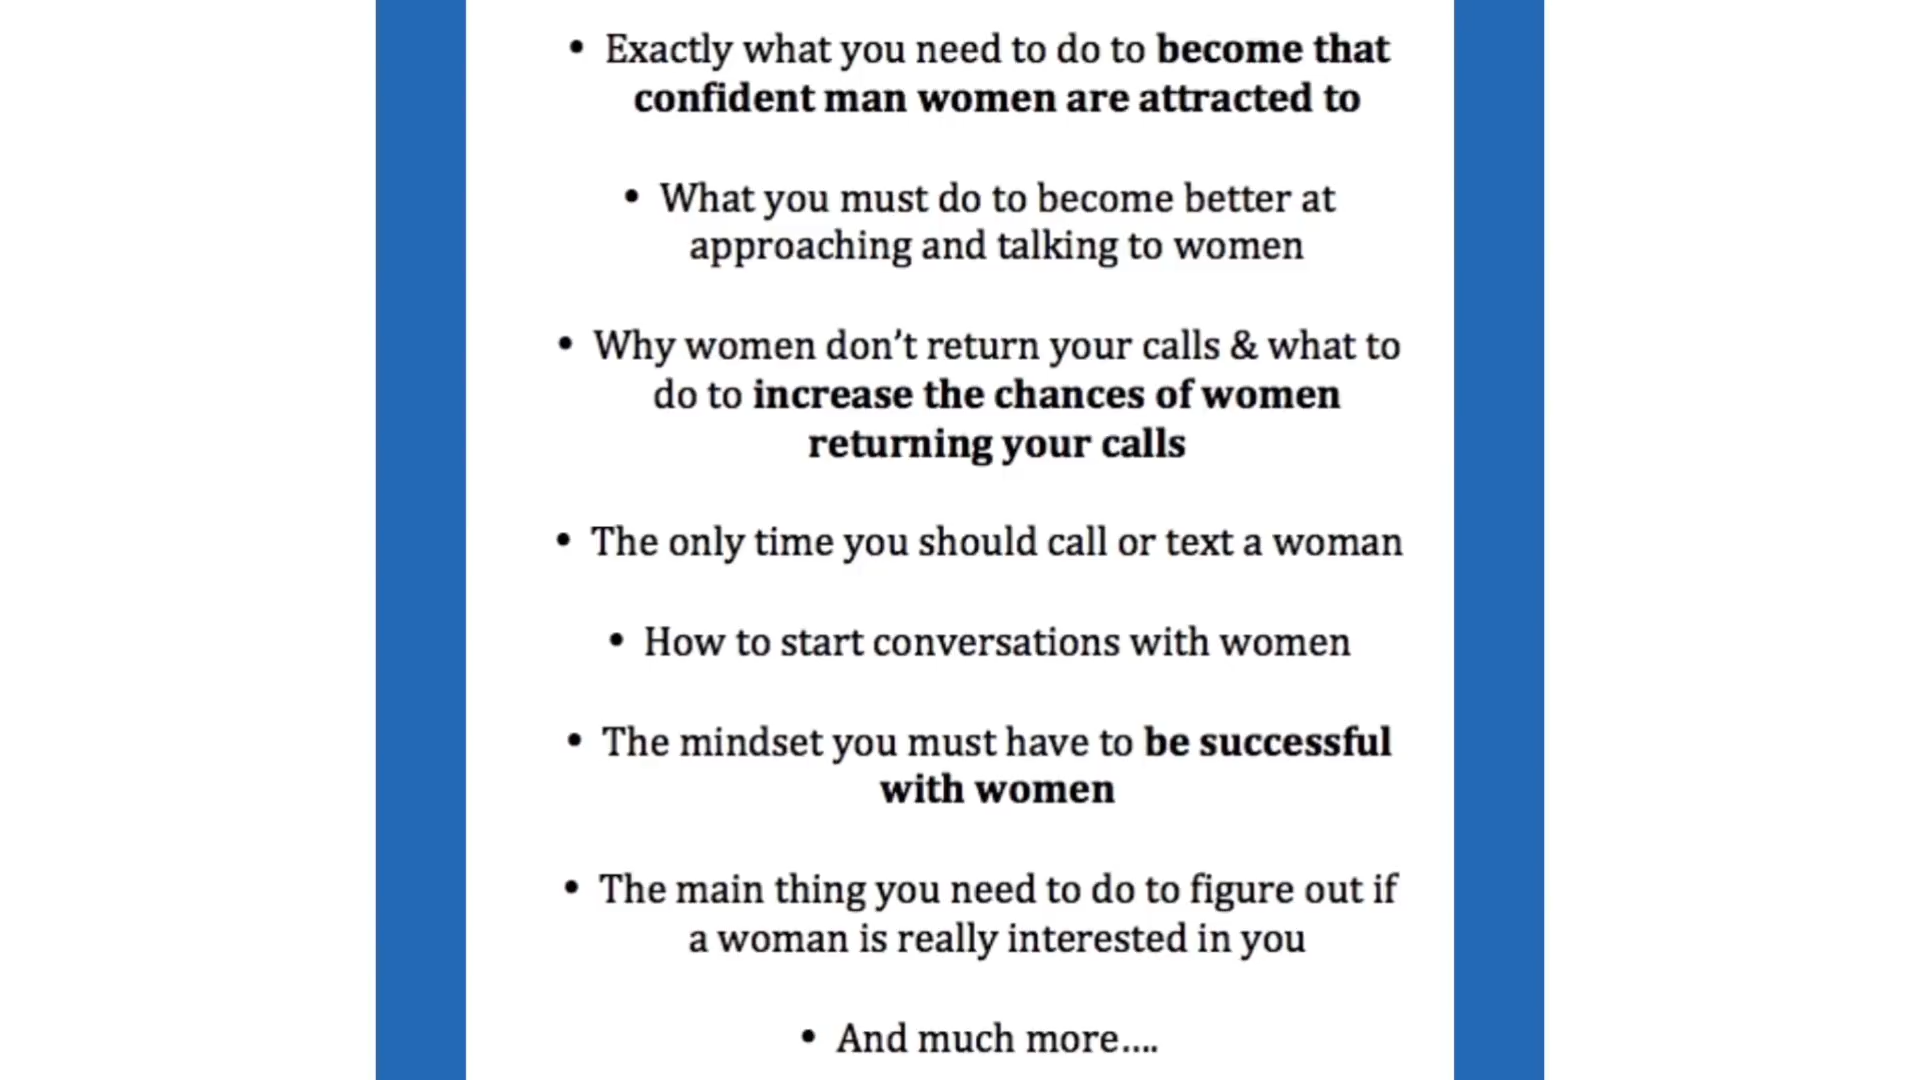 • Exactly what you need to do to become that
confident man women are attracted to
• What you must do to become better at
approaching and talking to women
• Why women don’t return your calls & what to
do to increase the chances of women
returning your calls
• The only time you should call or text a woman
• How to start conversations with women
• The mindset you must have to be successful
with women
• The main thing you need to do to figure out if
a woman is really interested in you
• And much more....